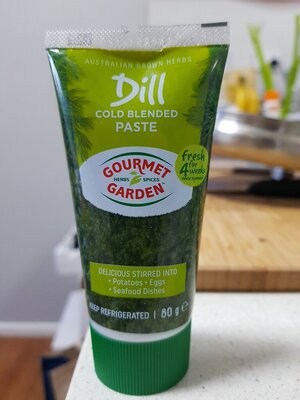 AUSTRALIAN GROWN HERBS
Dill
COLD BLENDED
PASTE
fresh
for
4
weeks
GOURMET
HERBS SPICES
GARDEN
DELICIOUS STIRRED INTO
• Potatoes • Eggs
• Seafood Dishes
KEEP REFRIGERATED | 80 g e